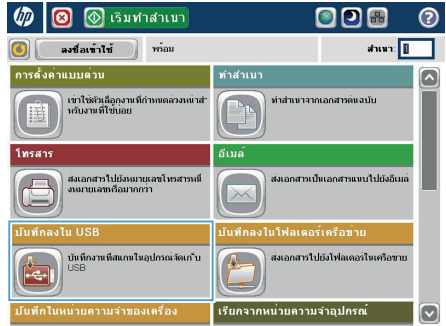 hp เริ่มทำสำเนา ?
ลงชื่อเข้าใช้ พร้อม สำเนา: 1
การตั้งค่าแบบด่วน
เข้าใช้ตัวเลือกงานที่กำหนดล่วงหน้าสำ
หรับงานที่ใช้บ่อย
ทำสำเนา
ทำสำเนาจากเอกสารต้นฉบับ
โทรสาร
ส่งเอกสารไปยังหมายเลขโทรสารหนึ่
งหมายเลขหรือมากกว่า
อีเมล์
ส่งเอกสารเป็นเอกสารแนบไปยังอีเมล์
บันทึกลงใน USB
บันทึกงานที่สแกนในอุปกรณ์จัดเก็บ
USB
บันทึกลงในโฟลเดอร์เครือข่าย
ส่งเอกสารไปยังโฟลเดอร์ในเครือข่าย
บันทึกในหน่วยความจำของเครื่อง
เรียกจากหน่วยความจำอุปกรณ์